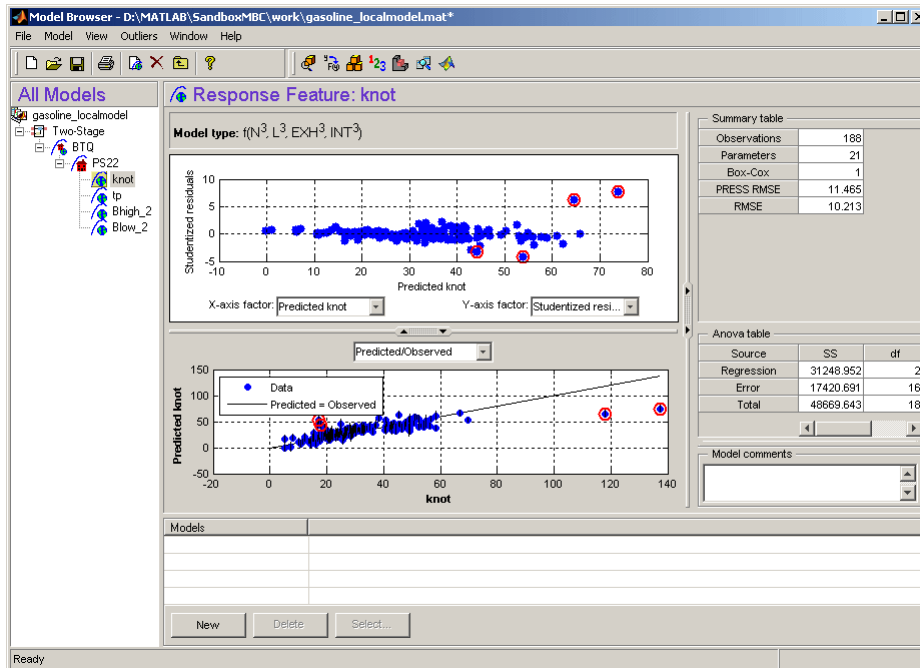 Model Browser - D:\MATLAB\SandboxMBC\work\gasoline_localmodel.mat*
File Model View Outliers Window Help
All Models
gasoline_localmodel
Two-Stage
BTQ
PS22
knot
tp
Bhigh_2
Blow_2
Response Feature: knot
Model type: f(N³, L³, EXH³, INT³)
Studentized residuals
10
5
0
-5
-10 0 10 20 30 40 50 60 70 80
Predicted knot
X-axis factor: Predicted knot Y-axis factor: Studentized resi...
Predicted/Observed
Predicted knot
150
100
50
0
-50
Data
Predicted = Observed
-20 0 20 40 60 80 100 120 140
knot
Summary table
Observations 188
Parameters 21
Box-Cox 1
PRESS RMSE 11.465
RMSE 10.213
Anova table
Source SS df
Regression 31248.952 2
Error 17420.691 16
Total 48669.643 18
Model comments
Models
New Delete Select...
Ready